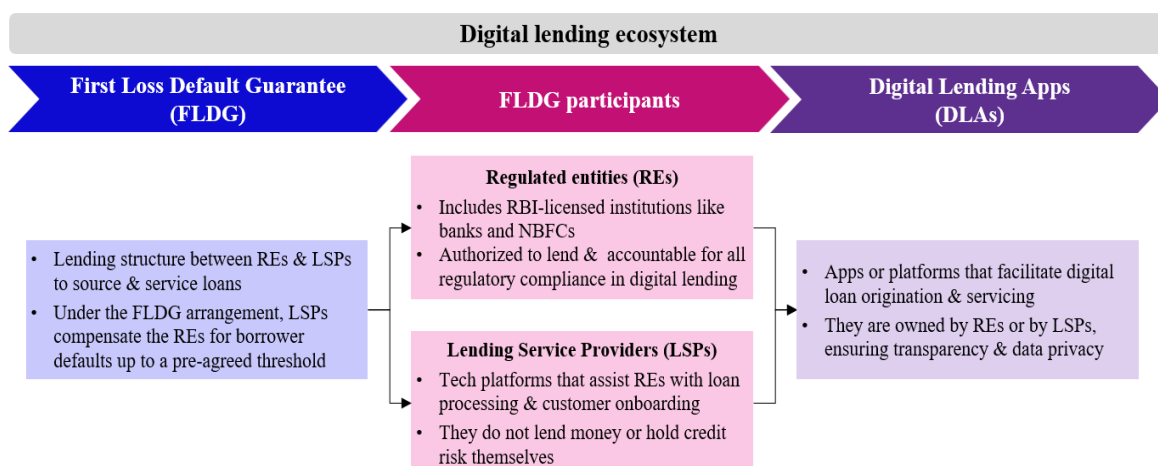 Digital lending ecosystem
First Loss Default Guarantee
(FLDG)
FLDG participants
Digital Lending Apps
(DLAs)
• Lending structure between REs & LSPs
to source & service loans
• Under the FLDG arrangement, LSPs
compensate the REs for borrower
defaults up to a pre-agreed threshold
Regulated entities (REs)
• Includes RBI-licensed institutions like
banks and NBFCs
• Authorized to lend & accountable for all
regulatory compliance in digital lending
Lending Service Providers (LSPs)
• Tech platforms that assist REs with loan
processing & customer onboarding
• They do not lend money or hold credit
risk themselves
• Apps or platforms that facilitate digital
loan origination & servicing
• They are owned by REs or by LSPs,
ensuring transparency & data privacy